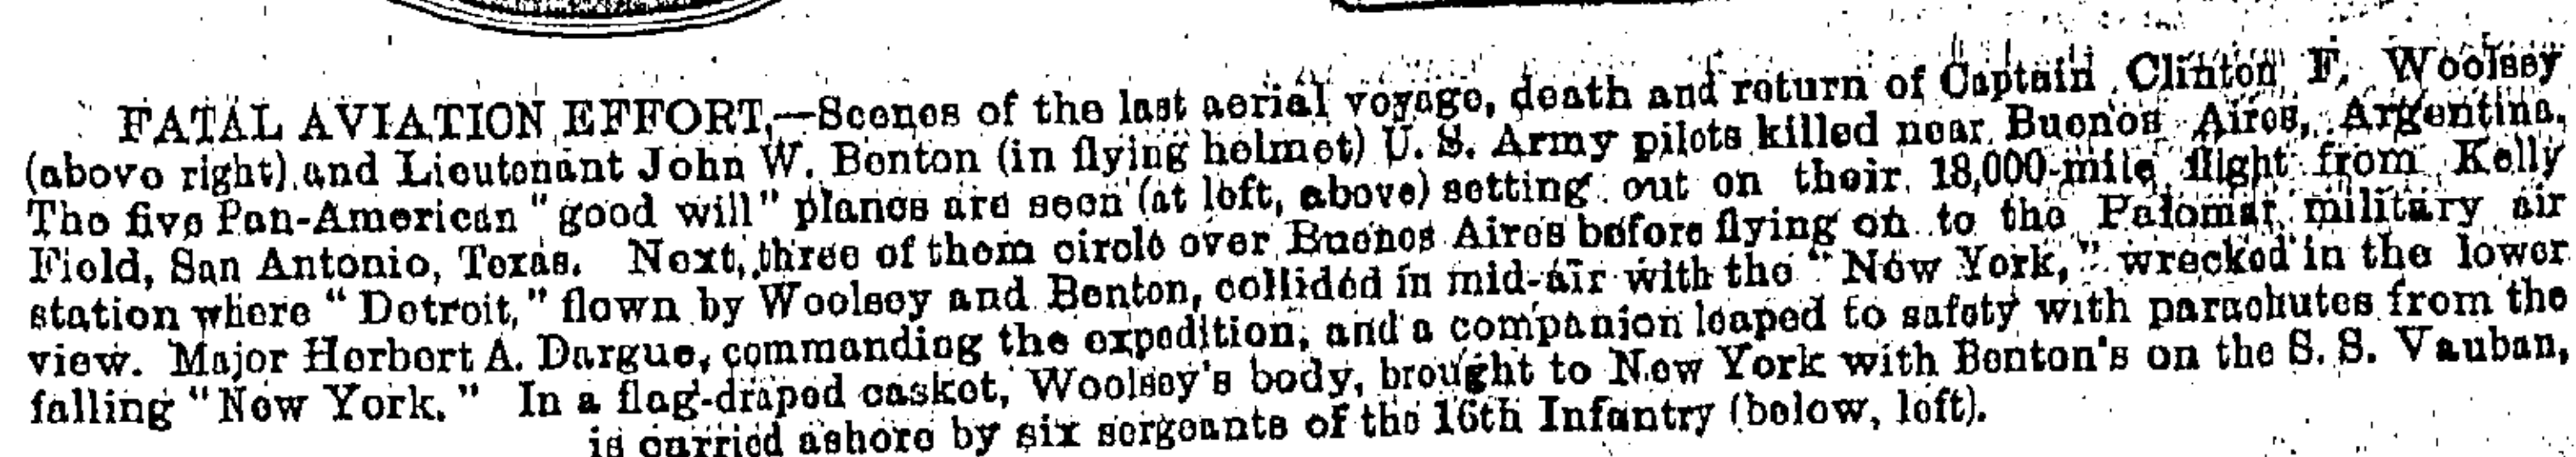 FATAL AVIATION EFFORT,—Scenes of the last aerial voyage, death and return of Captain Clinton F. Woolsey
(above right) and Lieutenant John W. Benton (in flying helmet) U. S. Army pilots killed near Buenos Aires, Argentina.
The five Pan-American "good will" planes are seen (at left, above) setting out on their 18,000-mile flight from Kelly
Field, San Antonio, Texas. Next, three of them circle over Buenos Aires before flying on to the Palomar military air
station where "Detroit," flown by Woolsey and Benton, collided in mid-air with the "New York," wrecked in the lower
view. Major Herbert A. Dargue, commanding the expedition, and a companion leaped to safety with parachutes from the
falling "New York." In a flag-draped casket, Woolsey's body, brought to New York with Benton's on the S. S. Vauban,
is carried ashore by six sergeants of the 16th Infantry (below, left).